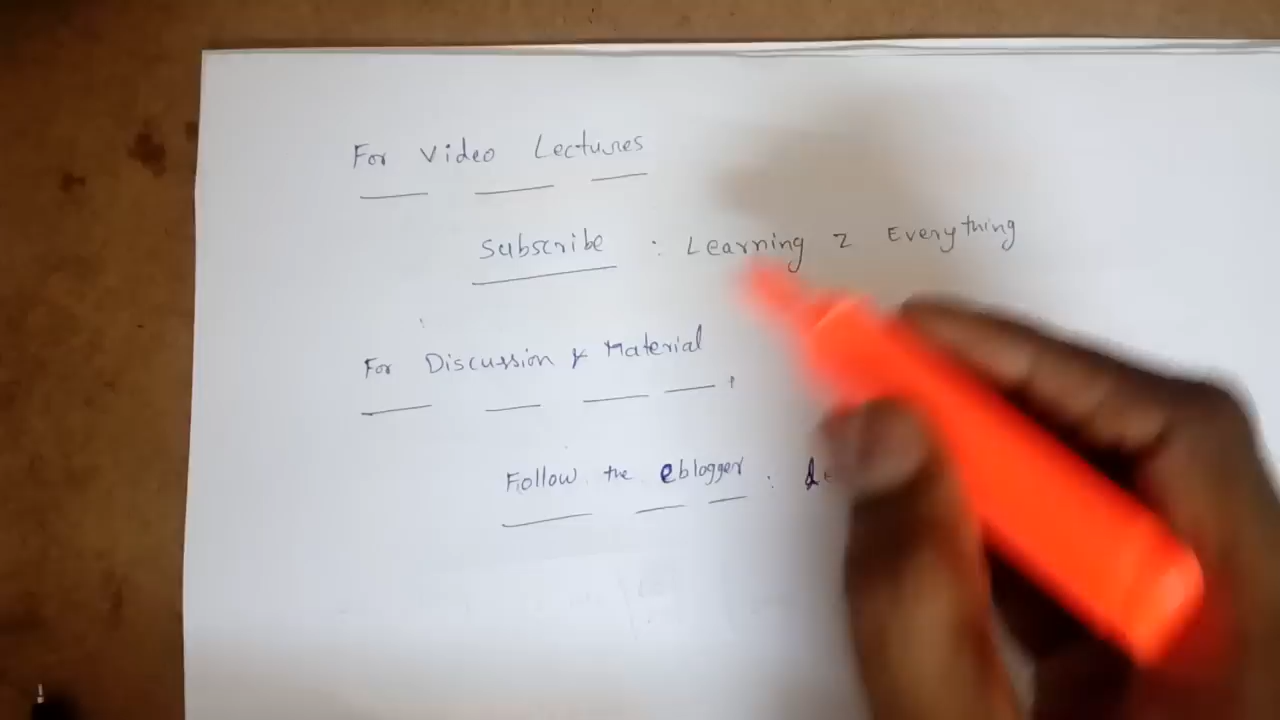 For Video Lectures
Subscribe : Learning 2 Everything
For Discussion & Material
Follow the eblogger :